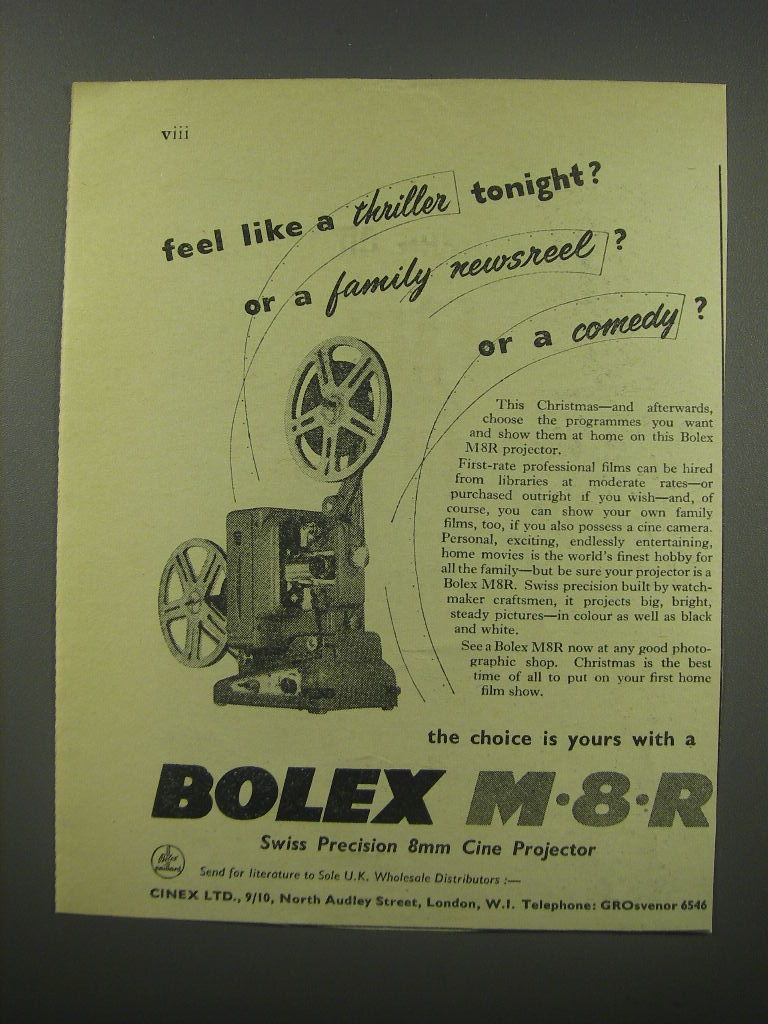 viii
feel like a thriller tonight?
or a family newsreel ?
or a comedy ?
This Christmas—and afterwards,
choose the programmes you want
and show them at home on this Bolex
M8R projector.
First-rate professional films can be hired
from libraries at moderate rates—or
purchased outright if you wish—and, of
course, you can show your own family
films, too, if you also possess a cine camera.
Personal, exciting, endlessly entertaining,
home movies is the world's finest hobby for
all the family—but be sure your projector is a
Bolex M8R. Swiss precision built by watch-
maker craftsmen, it projects big, bright,
steady pictures—in colour as well as black
and white.
See a Bolex M8R now at any good photo-
graphic shop. Christmas is the best
time of all to put on your first home
film show.
the choice is yours with a
BOLEX M·8·R
Swiss Precision 8mm Cine Projector
Bolex
Paillard
Send for literature to Sole U.K. Wholesale Distributors :—
CINEX LTD., 9/10, North Audley Street, London, W.1. Telephone: GROsvenor 6546